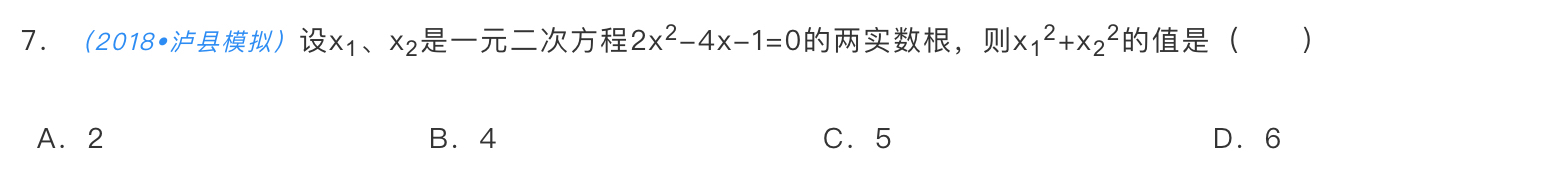 7. （2018•泸县模拟）设x₁、x₂是一元二次方程2x²−4x−1=0的两实数根，则x₁²+x₂²的值是（　　）
A. 2　B. 4　C. 5　D. 6